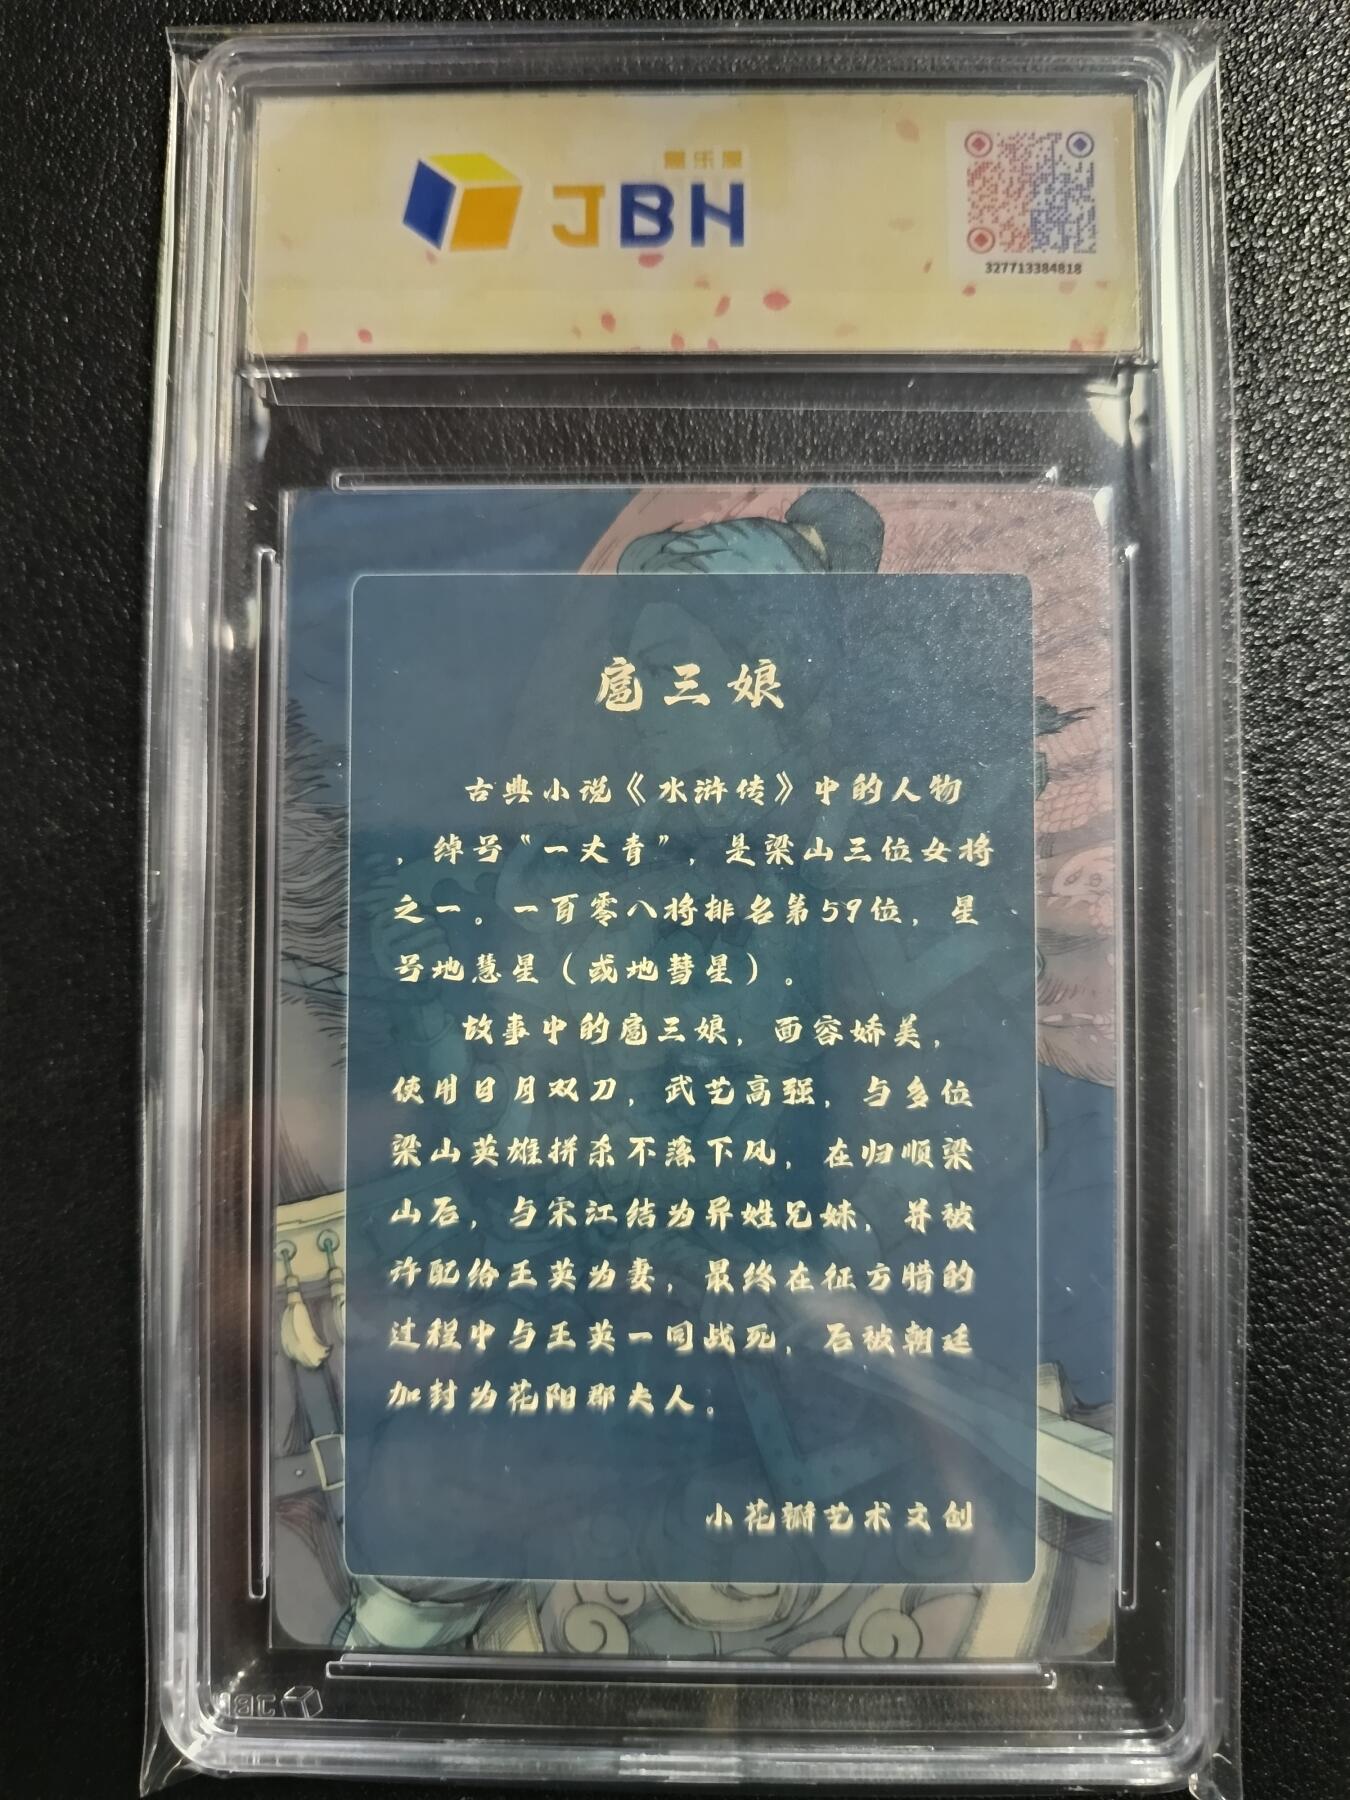 JBH
327713384818
扈三娘
古典小说《水浒传》中的人物
，绰号“一丈青”，是梁山三位女将
之一。一百零八将排名第59位，星
号地慧星（或地彗星）。
故事中的扈三娘，面容娇美，
使用日月双刀，武艺高强，与多位
梁山英雄拼杀不落下风，在归顺梁
山后，与宋江结为异姓兄妹，并被
许配给王英为妻，最终在征方腊的
过程中与王英一同战死，后被朝廷
加封为花阳郡夫人。
小花瓣艺术文创